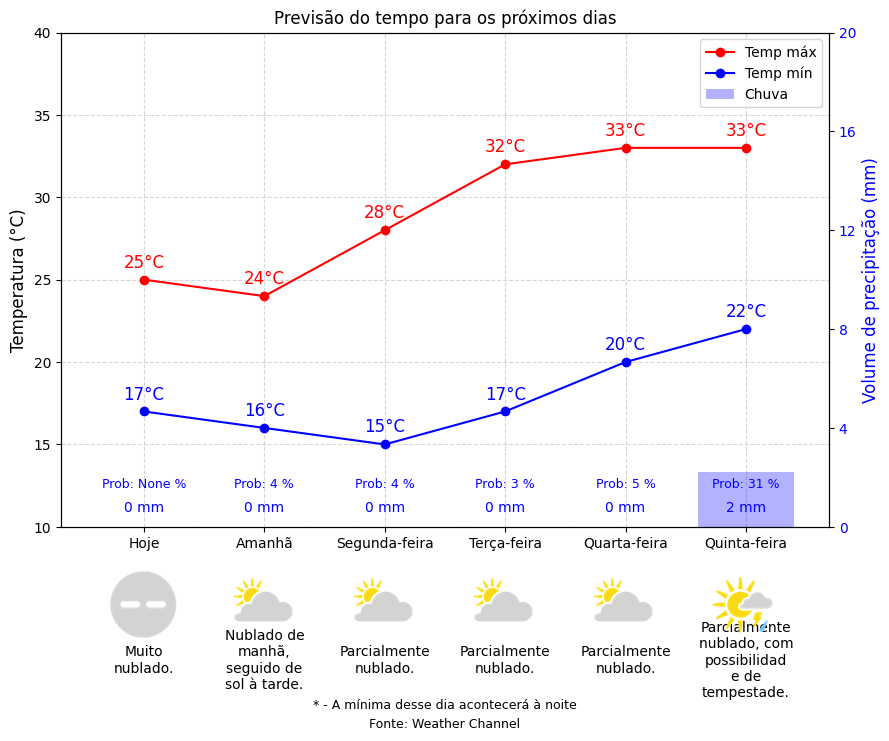 Previsão do tempo para os próximos dias
Temp máx
Temp mín
Chuva
Temperatura (°C)
Volume de precipitação (mm)
40
35
30
25
20
15
10
20
16
12
8
4
0
25°C
24°C
28°C
32°C
33°C
33°C
17°C
16°C
15°C
17°C
20°C
22°C
Prob: None %
Prob: 4 %
Prob: 4 %
Prob: 3 %
Prob: 5 %
Prob: 31 %
0 mm
0 mm
0 mm
0 mm
0 mm
2 mm
Hoje
Amanhã
Segunda-feira
Terça-feira
Quarta-feira
Quinta-feira
Muito
nublado.
Nublado de
manhã,
seguido de
sol à tarde.
Parcialmente
nublado.
Parcialmente
nublado.
Parcialmente
nublado.
Parcialmente
nublado, com
possibilidad
e de
tempestade.
* - A mínima desse dia acontecerá à noite
Fonte: Weather Channel